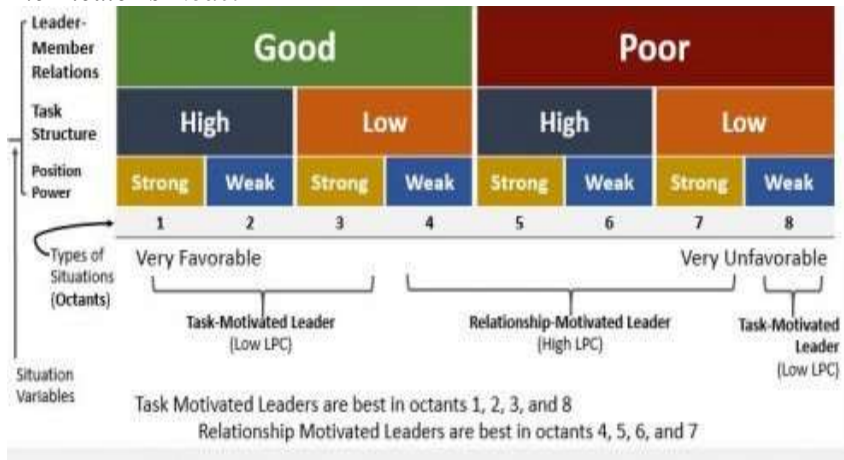 Leader-
Member
Relations
Good
Poor
Task
Structure
High
Low
High
Low
Position
Power
Strong
Weak
Strong
Weak
Strong
Weak
Strong
Weak
1
2
3
4
5
6
7
8
Types of
Situations
(Octants)
Very Favorable
Very Unfavorable
Task-Motivated Leader
(Low LPC)
Relationship-Motivated Leader
(High LPC)
Task-Motivated
Leader
(Low LPC)
Situation
Variables
Task Motivated Leaders are best in octants 1, 2, 3, and 8
Relationship Motivated Leaders are best in octants 4, 5, 6, and 7